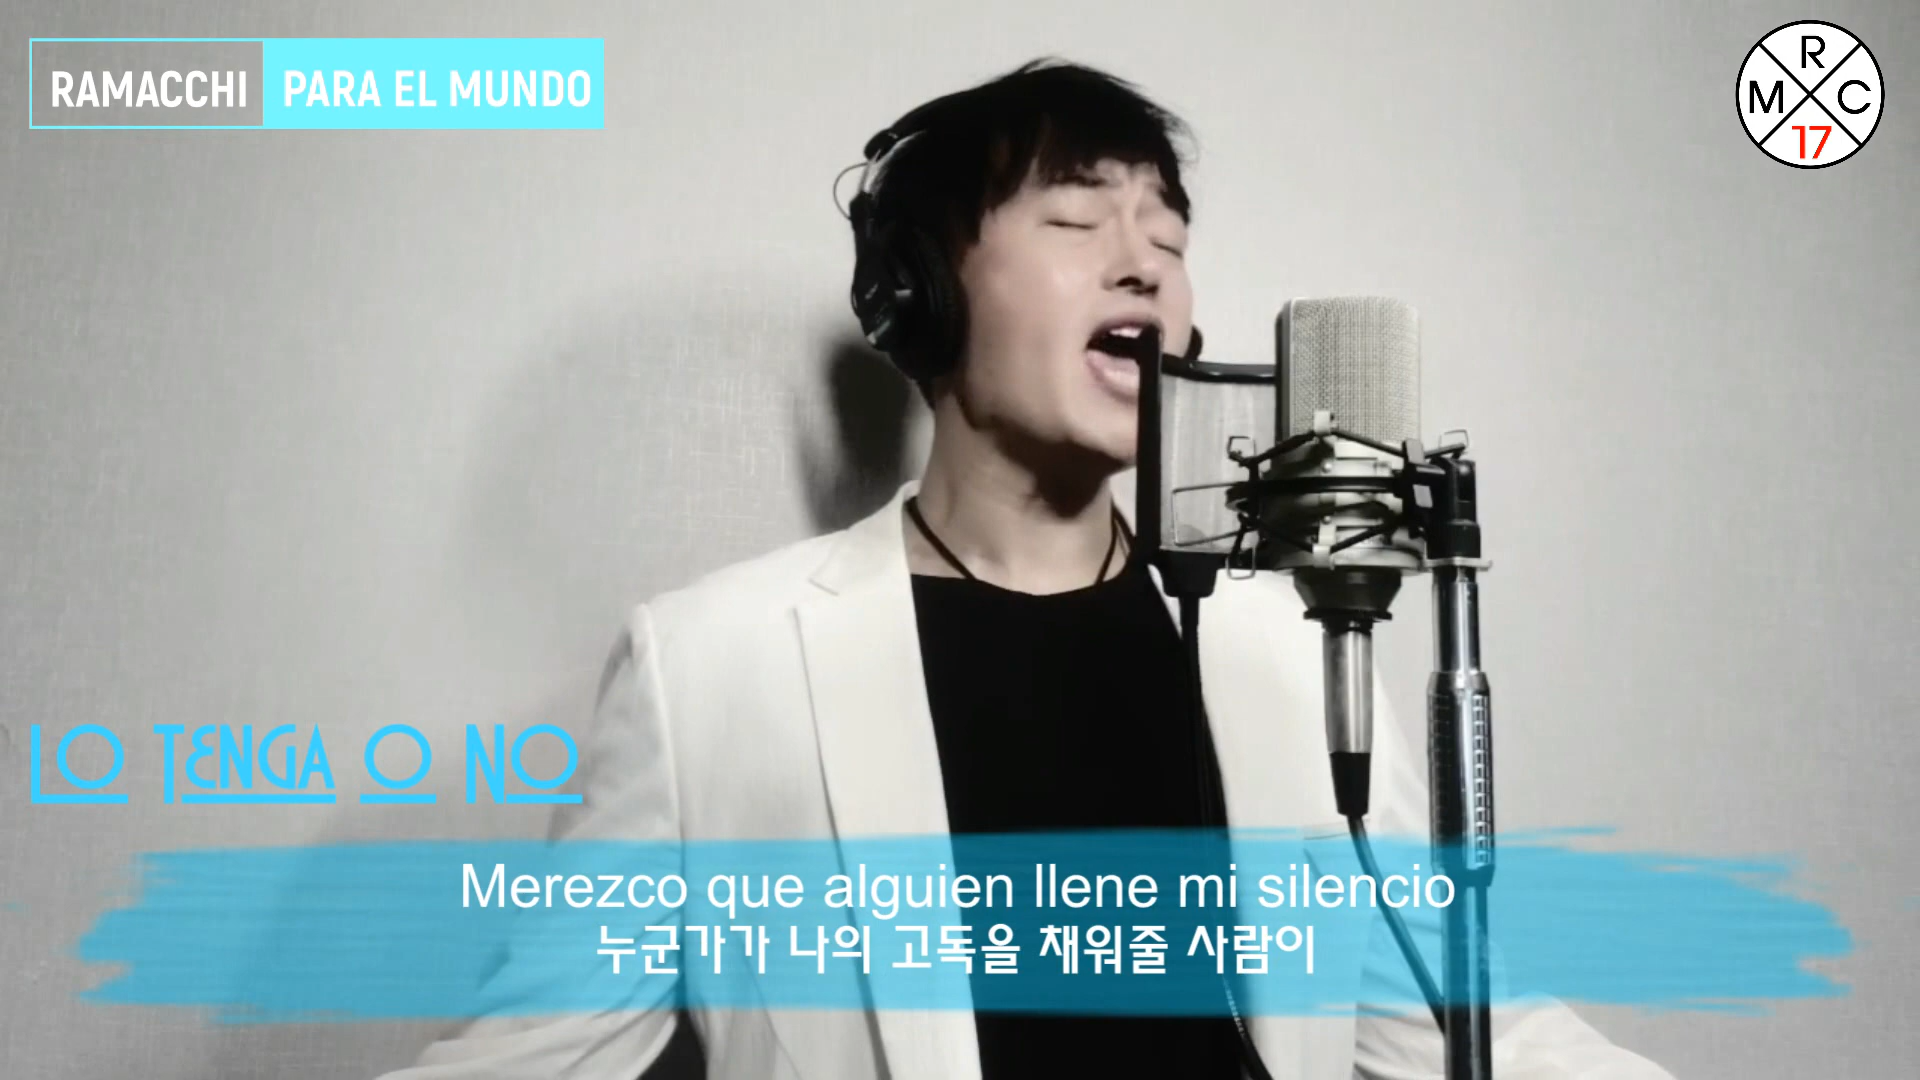 RAMACCHI PARA EL MUNDO
R
M C
17
LO TENGA O NO
Merezco que alguien llene mi silencio
누군가가 나의 고독을 채워줄 사람이